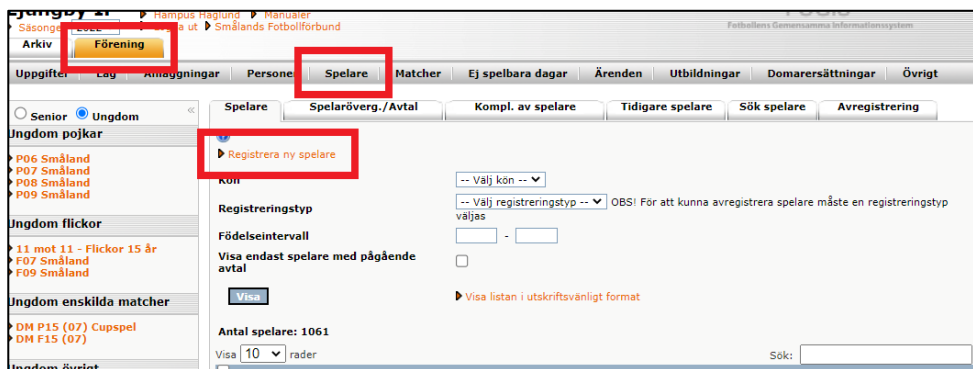 Ljungby IF
Hampus Haglund Manualer
Säsonger 2022 Logga ut Smålands Fotbollförbund
Fotbollens Gemensamma Informationssystem
Arkiv Förening
Uppgifter Lag Anläggningar Personer Spelare Matcher Ej spelbara dagar Ärenden Utbildningar Domarersättningar Övrigt
Senior Ungdom «
Spelare Spelaröverg./Avtal Kompl. av spelare Tidigare spelare Sök spelare Avregistrering
Ungdom pojkar
P06 Småland
P07 Småland
P08 Småland
P09 Småland
Ungdom flickor
11 mot 11 - Flickor 15 år
F07 Småland
F09 Småland
Ungdom enskilda matcher
DM P15 (07) Cupspel
DM F15 (07)
Ungdom övrigt
Registrera ny spelare
Kön -- Välj kön --
Registreringstyp -- Välj registreringstyp -- OBS! För att kunna avregistrera spelare måste en registreringstyp
väljas
Födelseintervall -
Visa endast spelare med pågående
avtal
Visa Visa listan i utskriftsvänligt format
Antal spelare: 1061
Visa 10 rader Sök: